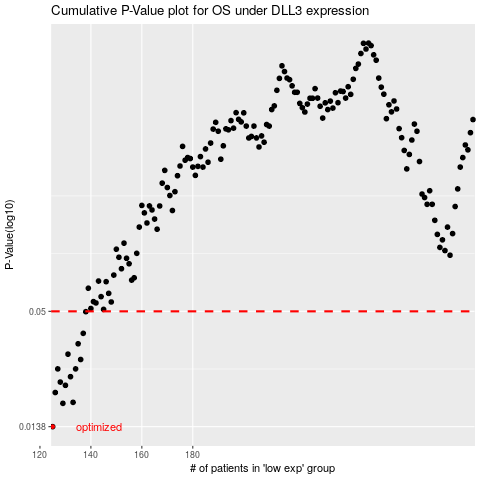 Cumulative P-Value plot for OS under DLL3 expression
P-Value(log10)
0.05
0.0138
optimized
120 140 160 180
# of patients in 'low exp' group